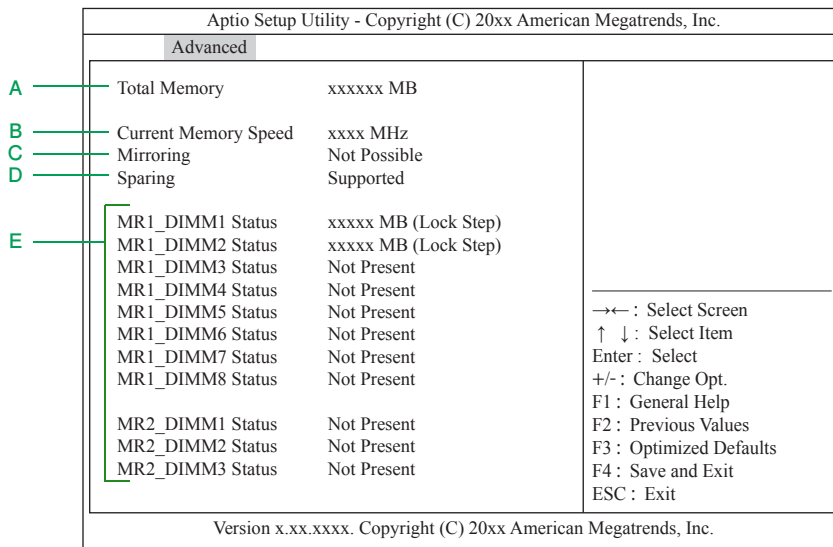 Aptio Setup Utility - Copyright (C) 20xx American Megatrends, Inc.
Advanced
A Total Memory xxxxxx MB
B Current Memory Speed xxxx MHz
C Mirroring Not Possible
D Sparing Supported
E
MR1_DIMM1 Status xxxxx MB (Lock Step)
MR1_DIMM2 Status xxxxx MB (Lock Step)
MR1_DIMM3 Status Not Present
MR1_DIMM4 Status Not Present
MR1_DIMM5 Status Not Present
MR1_DIMM6 Status Not Present
MR1_DIMM7 Status Not Present
MR1_DIMM8 Status Not Present
MR2_DIMM1 Status Not Present
MR2_DIMM2 Status Not Present
MR2_DIMM3 Status Not Present
→← : Select Screen
↑ ↓ : Select Item
Enter : Select
+/- : Change Opt.
F1 : General Help
F2 : Previous Values
F3 : Optimized Defaults
F4 : Save and Exit
ESC : Exit
Version x.xx.xxxx. Copyright (C) 20xx American Megatrends, Inc.